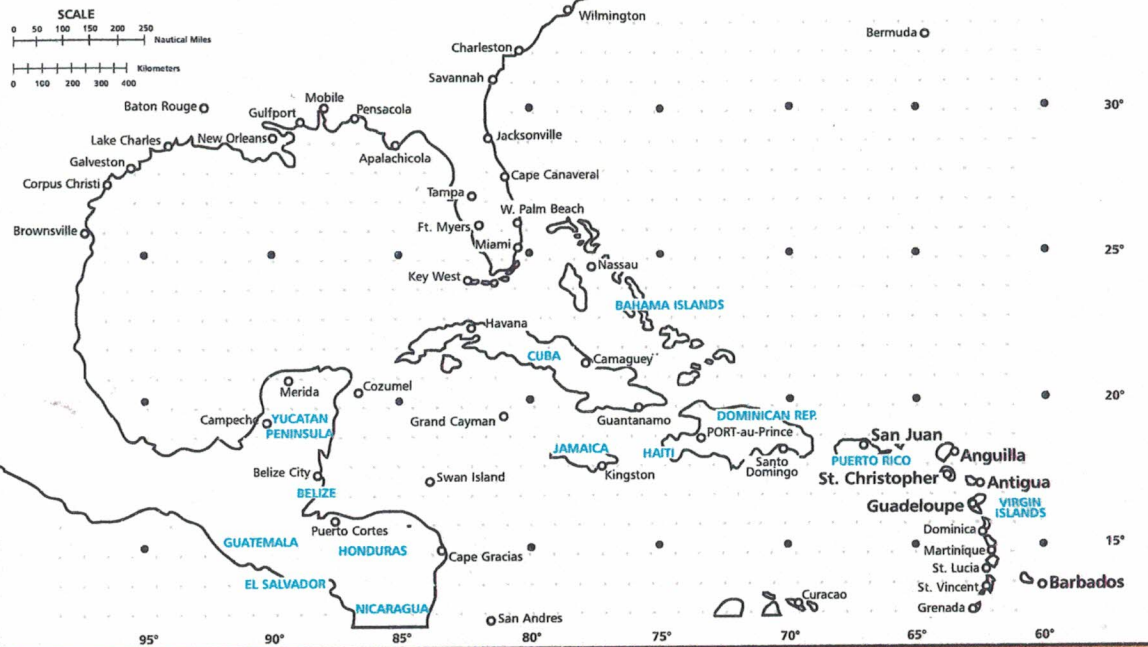 SCALE
0 50 100 150 200 250
Nautical Miles
Kilometers
0 100 200 300 400
Wilmington
Bermuda
Charleston
Savannah
Baton Rouge
Mobile
Gulfport
Pensacola
30°
Lake Charles
New Orleans
Jacksonville
Galveston
Apalachicola
Corpus Christi
Cape Canaveral
Tampa
W. Palm Beach
Brownsville
Ft. Myers
Miami
25°
Key West
Nassau
BAHAMA ISLANDS
Havana
CUBA
Camaguey
Merida
Cozumel
20°
Campeche
YUCATAN
PENINSULA
Grand Cayman
Guantanamo
DOMINICAN REP.
PORT-au-Prince
San Juan
JAMAICA
HAITI
Santo
Domingo
PUERTO RICO
Anguilla
Belize City
Swan Island
Kingston
St. Christopher
Antigua
BELIZE
Guadeloupe
VIRGIN
ISLANDS
Puerto Cortes
Dominica
GUATEMALA
HONDURAS
Cape Gracias
Martinique
15°
St. Lucia
EL SALVADOR
St. Vincent
Barbados
NICARAGUA
Curacao
Grenada
San Andres
95° 90° 85° 80° 75° 70° 65° 60°